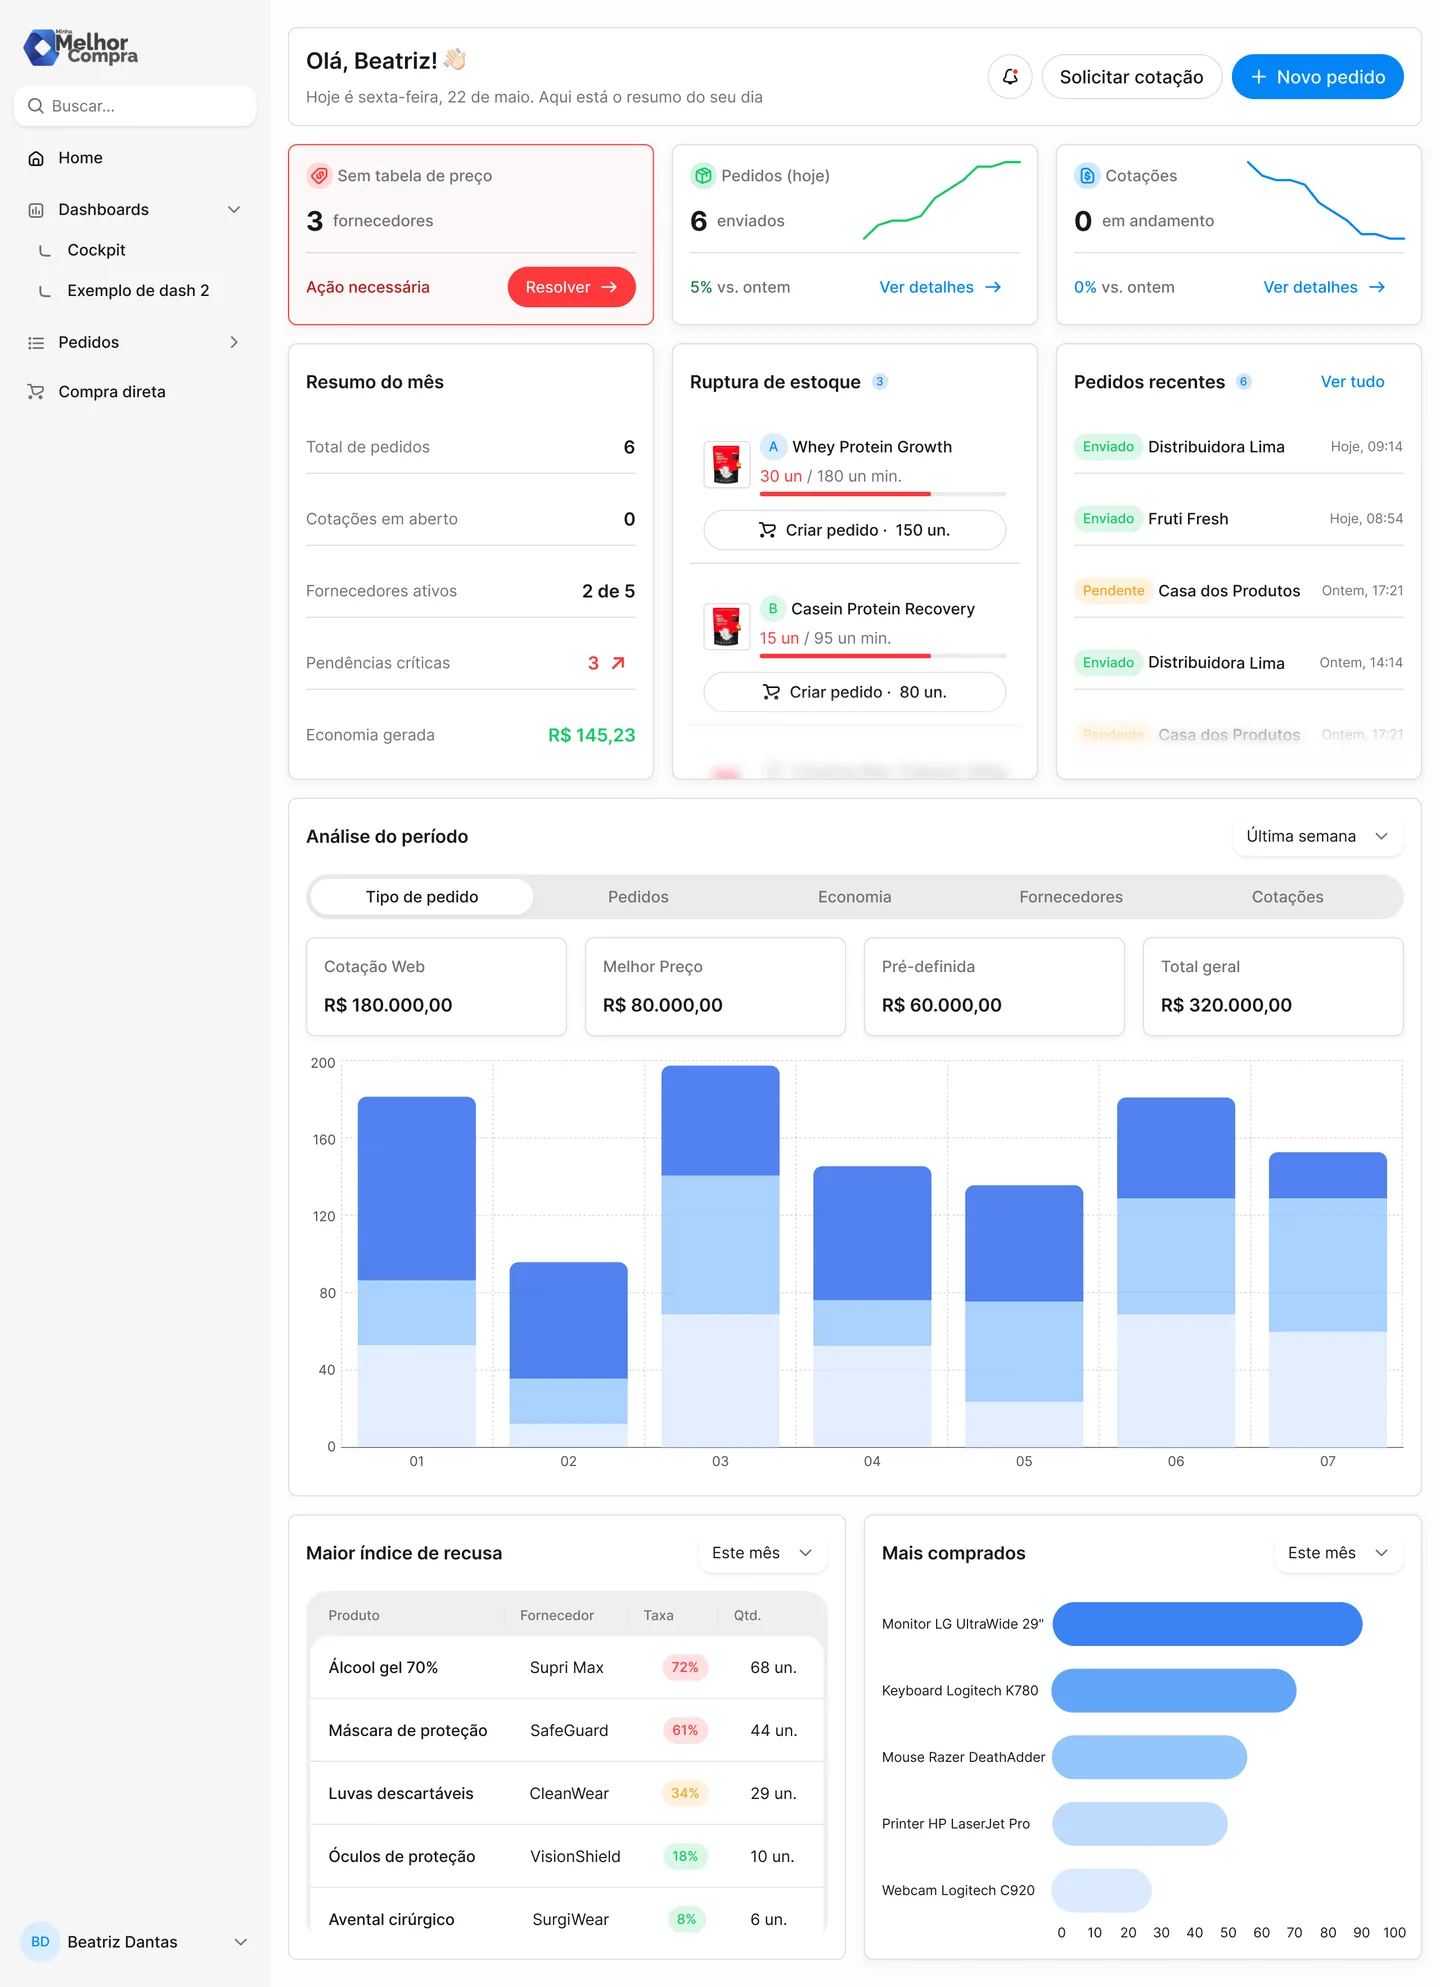 Minha
Melhor
Compra
Buscar...
Home
Dashboards
Cockpit
Exemplo de dash 2
Pedidos
Compra direta
BD Beatriz Dantas
Olá, Beatriz! 👋🏻
Hoje é sexta-feira, 22 de maio. Aqui está o resumo do seu dia
Solicitar cotação
+ Novo pedido
Sem tabela de preço
3 fornecedores
Ação necessária
Resolver →
Pedidos (hoje)
6 enviados
5% vs. ontem
Ver detalhes →
Cotações
0 em andamento
0% vs. ontem
Ver detalhes →
Resumo do mês
Total de pedidos 6
Cotações em aberto 0
Fornecedores ativos 2 de 5
Pendências críticas 3
Economia gerada R$ 145,23
Ruptura de estoque 3
A Whey Protein Growth
30 un / 180 un min.
Criar pedido · 150 un.
B Casein Protein Recovery
15 un / 95 un min.
Criar pedido · 80 un.
Pedidos recentes 6
Ver tudo
Enviado Distribuidora Lima Hoje, 09:14
Enviado Fruti Fresh Hoje, 08:54
Pendente Casa dos Produtos Ontem, 17:21
Enviado Distribuidora Lima Ontem, 14:14
Pendente Casa dos Produtos Ontem, 17:21
Análise do período
Última semana
Tipo de pedido Pedidos Economia Fornecedores Cotações
Cotação Web
R$ 180.000,00
Melhor Preço
R$ 80.000,00
Pré-definida
R$ 60.000,00
Total geral
R$ 320.000,00
200
160
120
80
40
0
01 02 03 04 05 06 07
Maior índice de recusa
Este mês
Produto Fornecedor Taxa Qtd.
Álcool gel 70% Supri Max 72% 68 un.
Máscara de proteção SafeGuard 61% 44 un.
Luvas descartáveis CleanWear 34% 29 un.
Óculos de proteção VisionShield 18% 10 un.
Avental cirúrgico SurgiWear 8% 6 un.
Mais comprados
Este mês
Monitor LG UltraWide 29"
Keyboard Logitech K780
Mouse Razer DeathAdder
Printer HP LaserJet Pro
Webcam Logitech C920
0 10 20 30 40 50 60 70 80 90 100